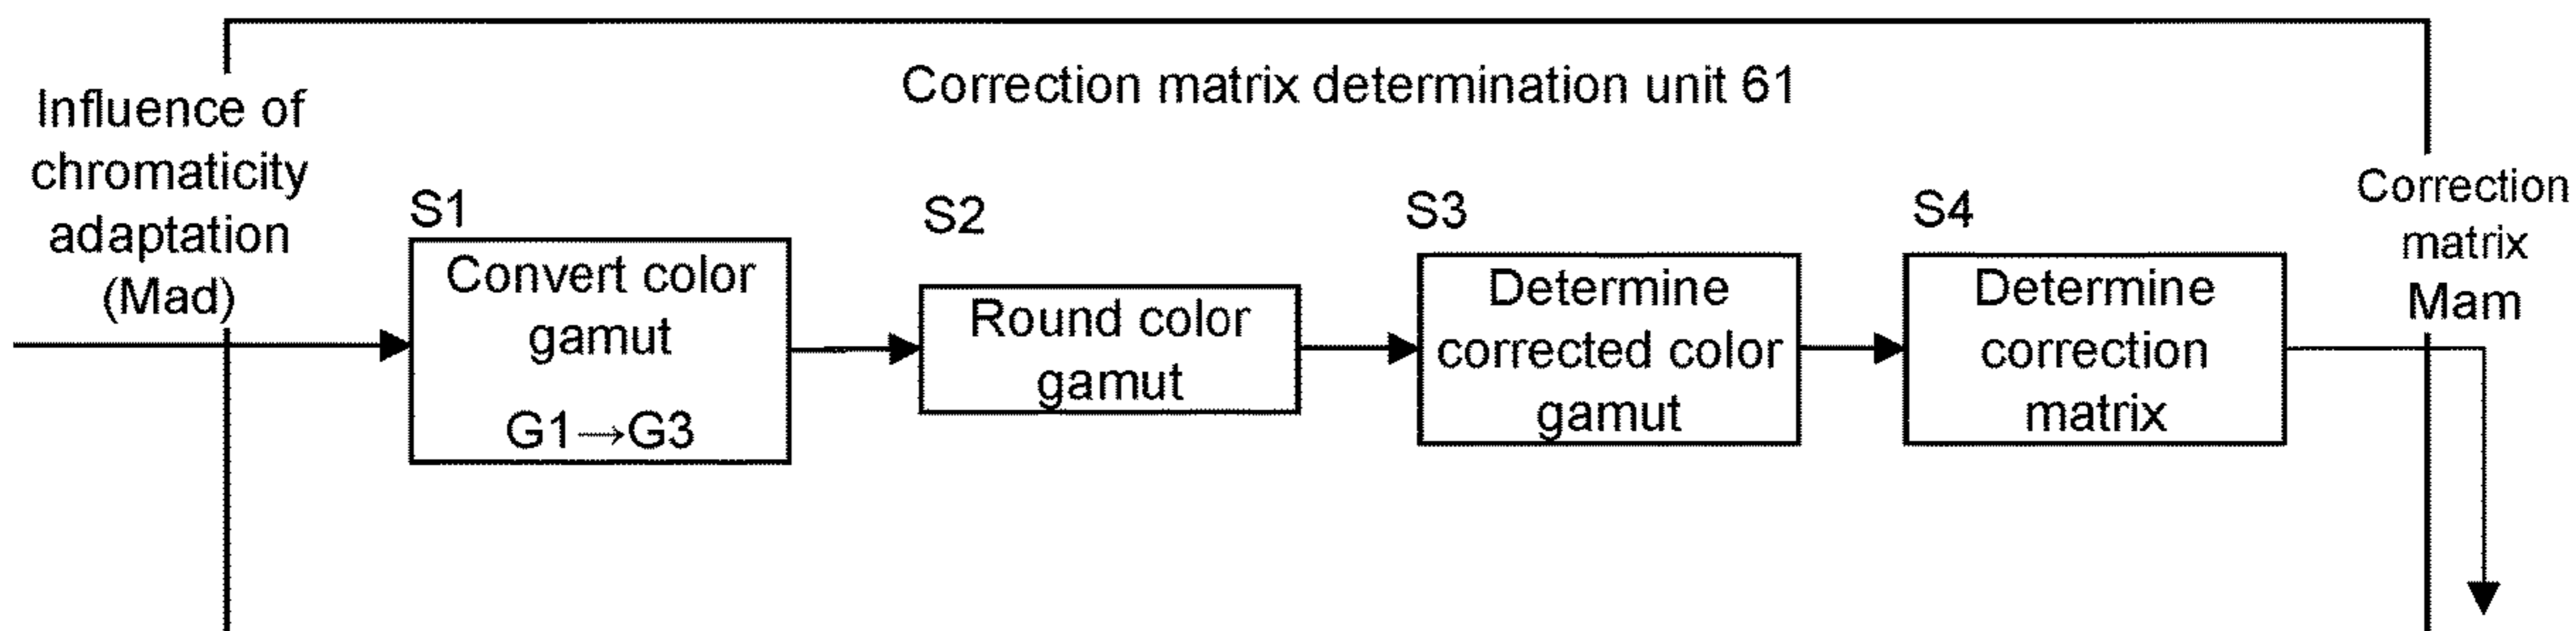 Correction matrix determination unit 61
Influence of
chromaticity
adaptation
(Mad)
S1
Convert color
gamut
G1→G3
S2
Round color
gamut
S3
Determine
corrected color
gamut
S4
Determine
correction
matrix
Correction
matrix
Mam